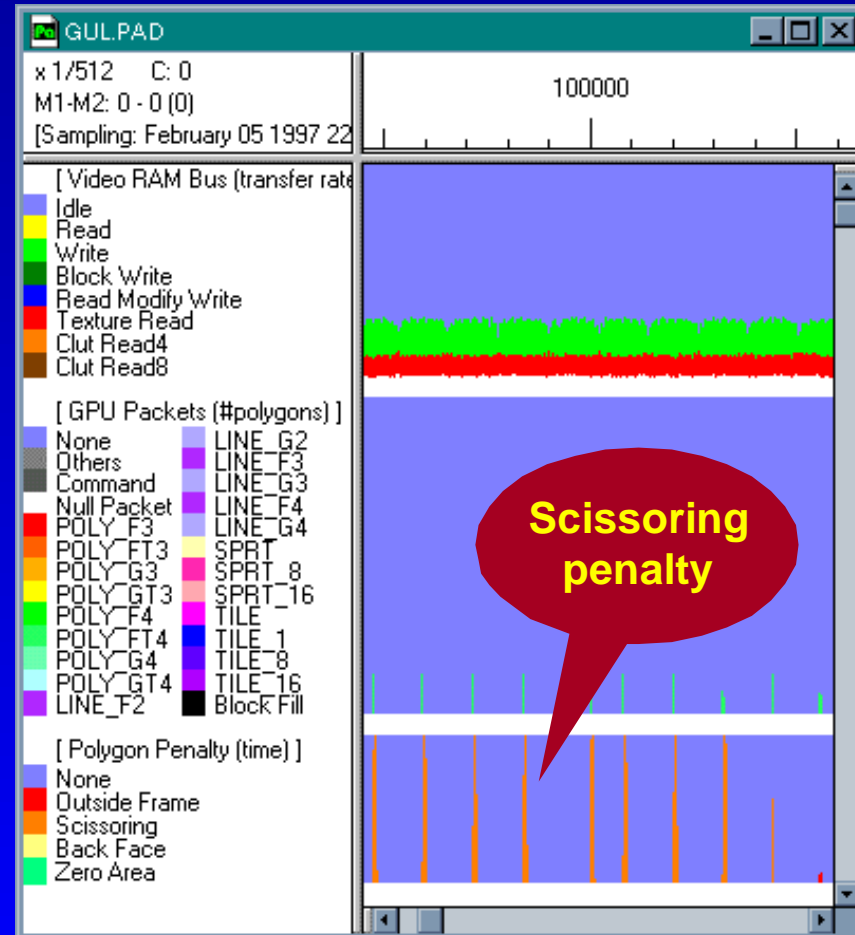 GUL.PAD
x 1/512 C: 0
M1-M2: 0 - 0 (0)
[Sampling: February 05 1997 22
100000
[ Video RAM Bus (transfer rate
Idle
Read
Write
Block Write
Read Modify Write
Texture Read
Clut Read4
Clut Read8
[ GPU Packets (#polygons) ]
None LINE_G2
Others LINE_F3
Command LINE_G3
Null Packet LINE_F4
POLY_F3 LINE_G4
POLY_FT3 SPRT
POLY_G3 SPRT_8
POLY_GT3 SPRT_16
POLY_F4 TILE
POLY_FT4 TILE_1
POLY_G4 TILE_8
POLY_GT4 TILE_16
LINE_F2 Block Fill
Scissoring
penalty
[ Polygon Penalty (time) ]
None
Outside Frame
Scissoring
Back Face
Zero Area